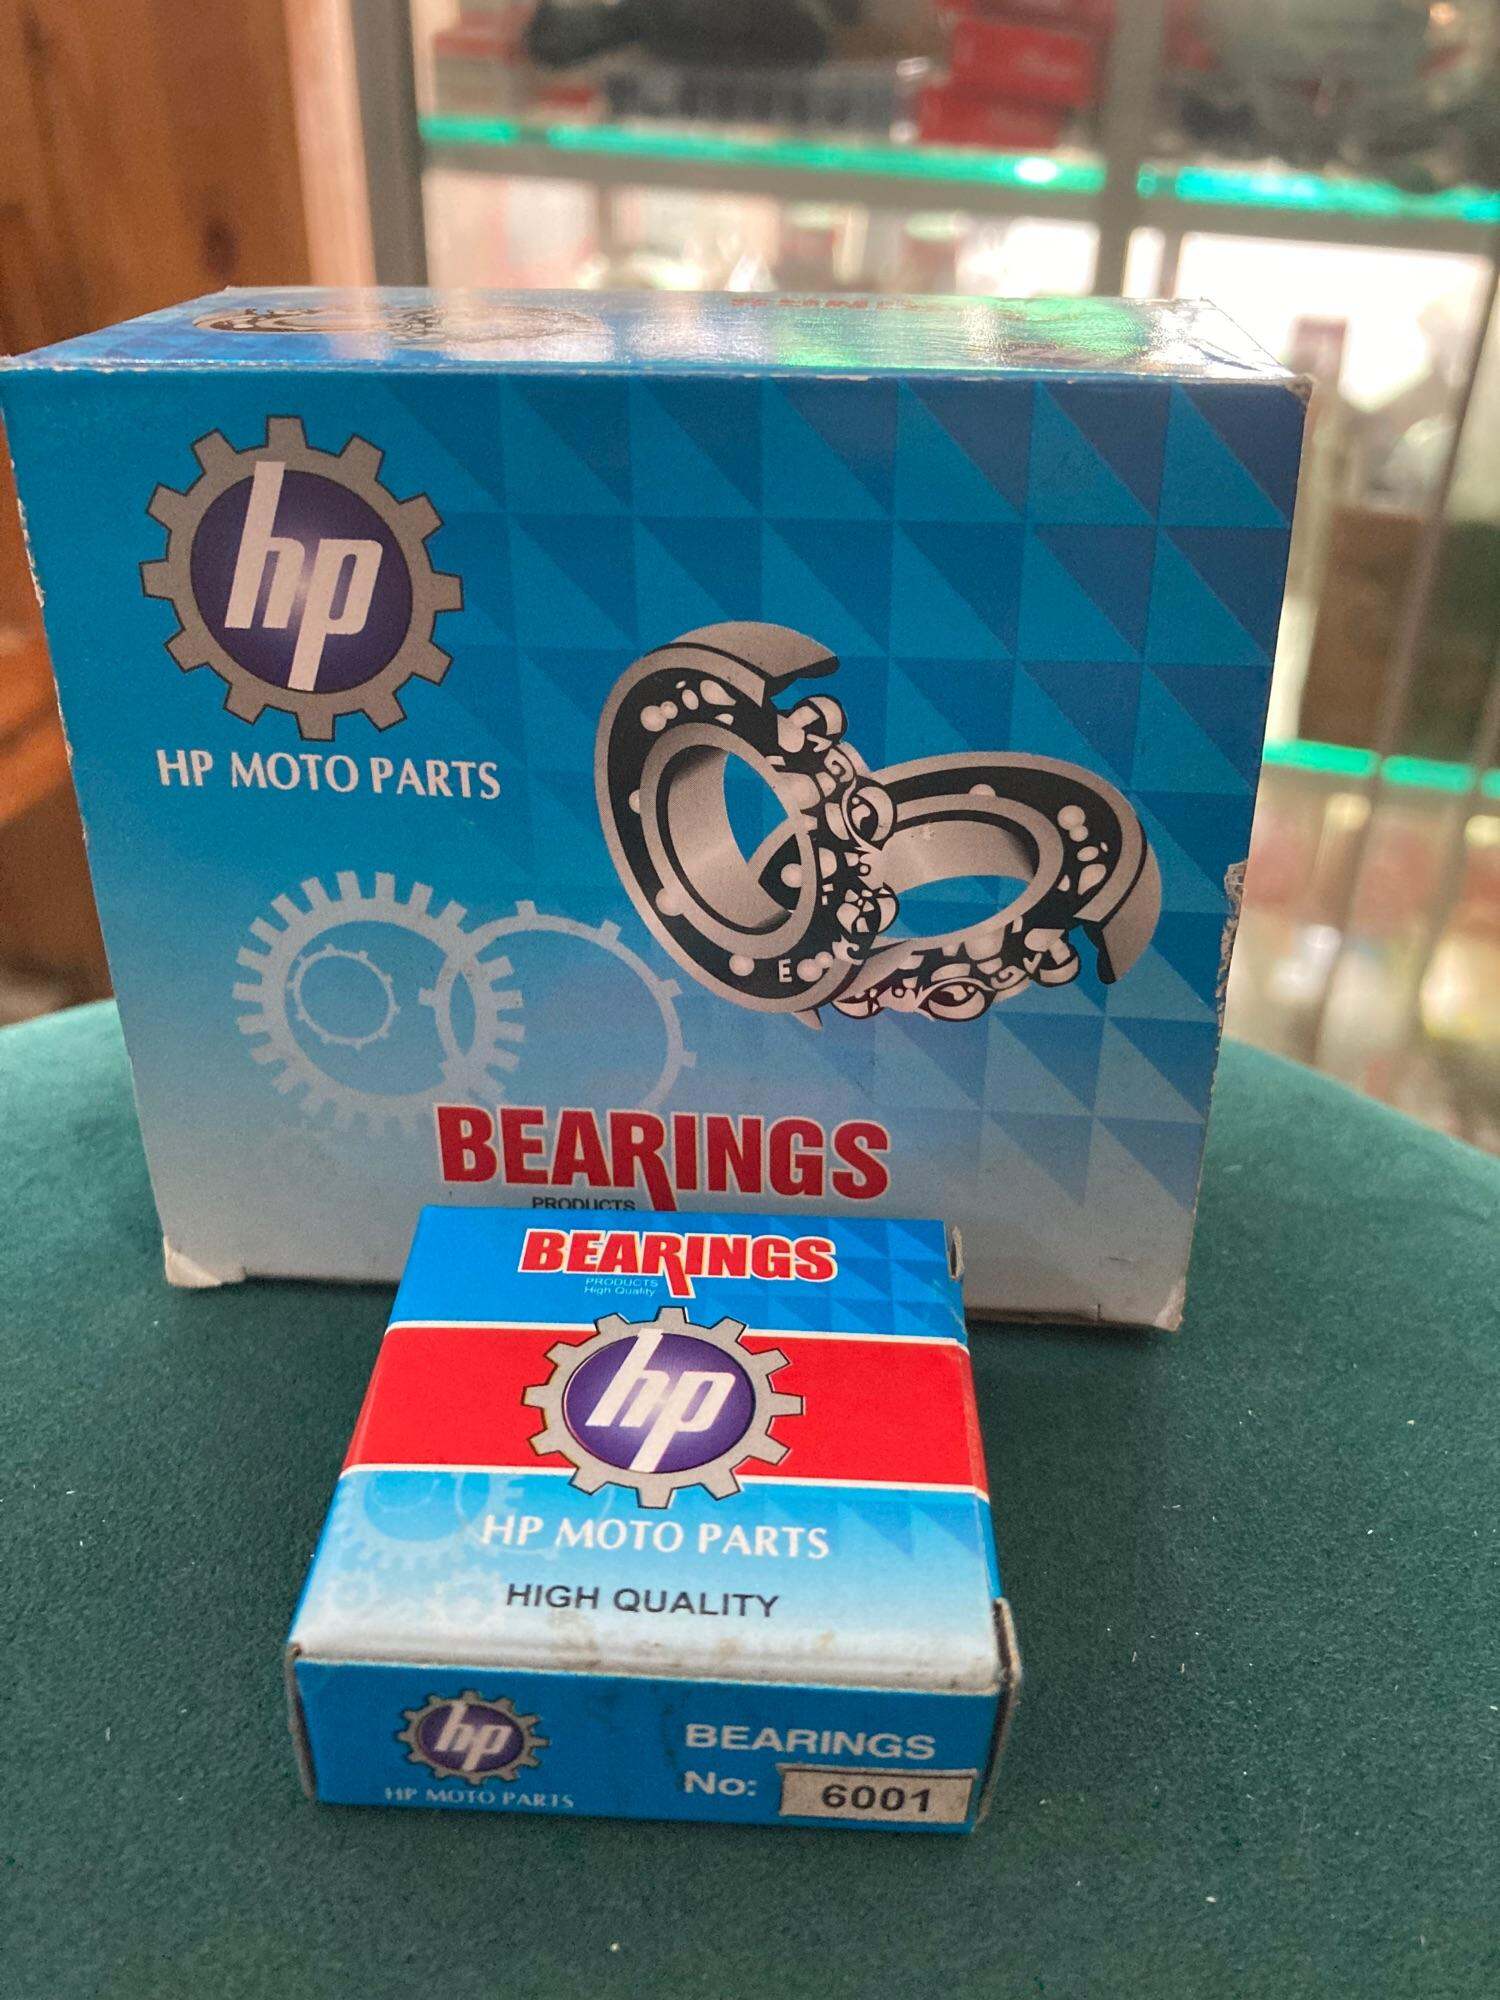 hp
HP MOTO PARTS
BEARINGS
PRODUCTS
BEARINGS
PRODUCTS
High Quality
hp
HP MOTO PARTS
HIGH QUALITY
hp
HP MOTO PARTS
BEARINGS
No: 6001